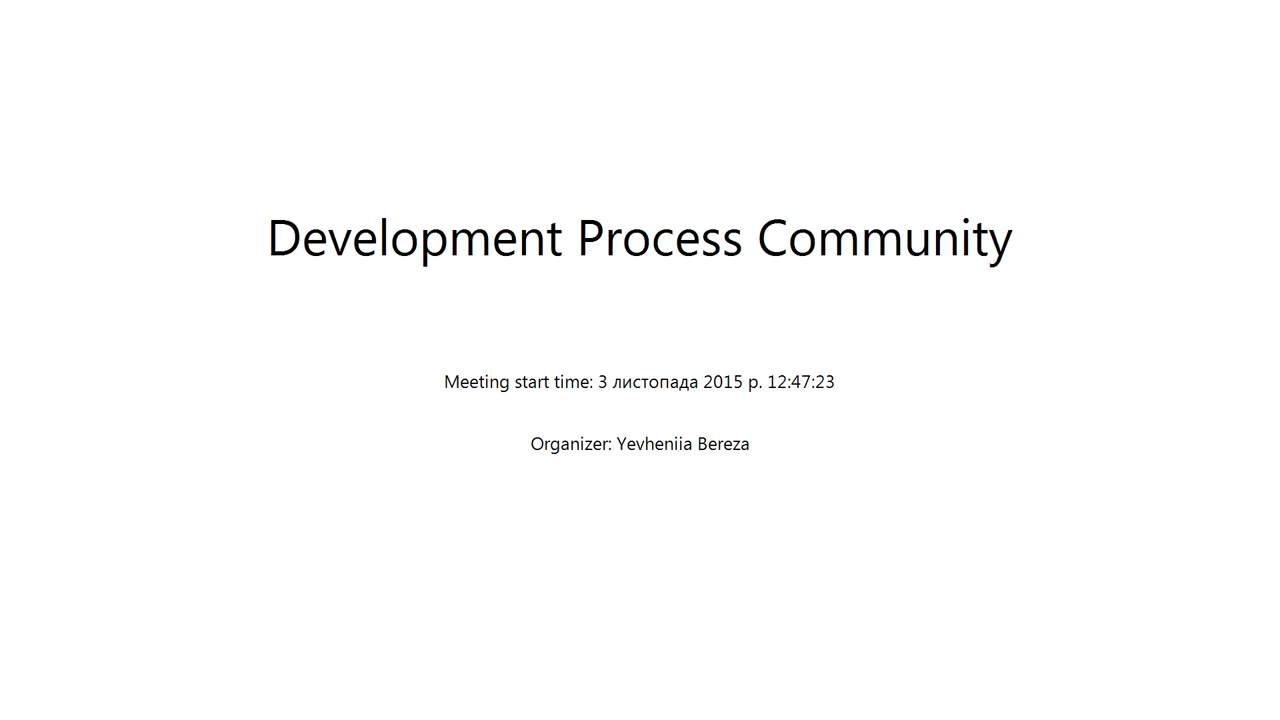 Development Process Community
Meeting start time: 3 листопада 2015 р. 12:47:23
Organizer: Yevheniia Bereza